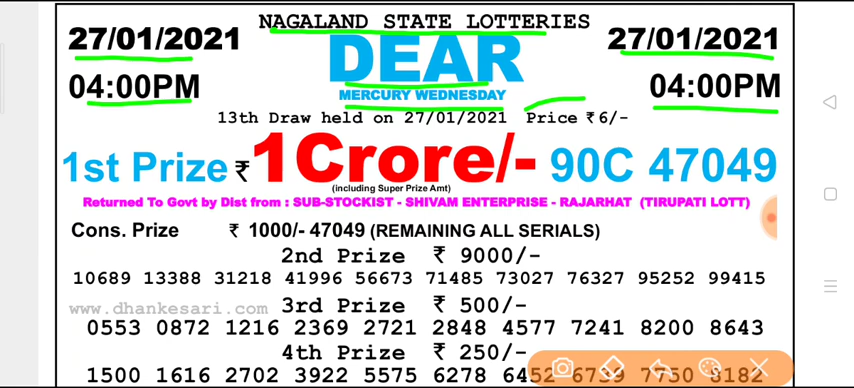 NAGALAND STATE LOTTERIES
27/01/2021 DEAR 27/01/2021
04:00PM MERCURY WEDNESDAY 04:00PM
13th Draw held on 27/01/2021 Price ₹ 6/-
1st Prize ₹ 1Crore/- 90C 47049
(including Super Prize Amt)
Returned To Govt by Dist from : SUB-STOCKIST - SHIVAM ENTERPRISE - RAJARHAT (TIRUPATI LOTT)
Cons. Prize ₹ 1000/- 47049 (REMAINING ALL SERIALS)
2nd Prize ₹ 9000/-
10689 13388 31218 41996 56673 71485 73027 76327 95252 99415
www.dhankesari.com 3rd Prize ₹ 500/-
0553 0872 1216 2369 2721 2848 4577 7241 8200 8643
4th Prize ₹ 250/-
1500 1616 2702 3922 5575 6278 6452 6739 7750 8182